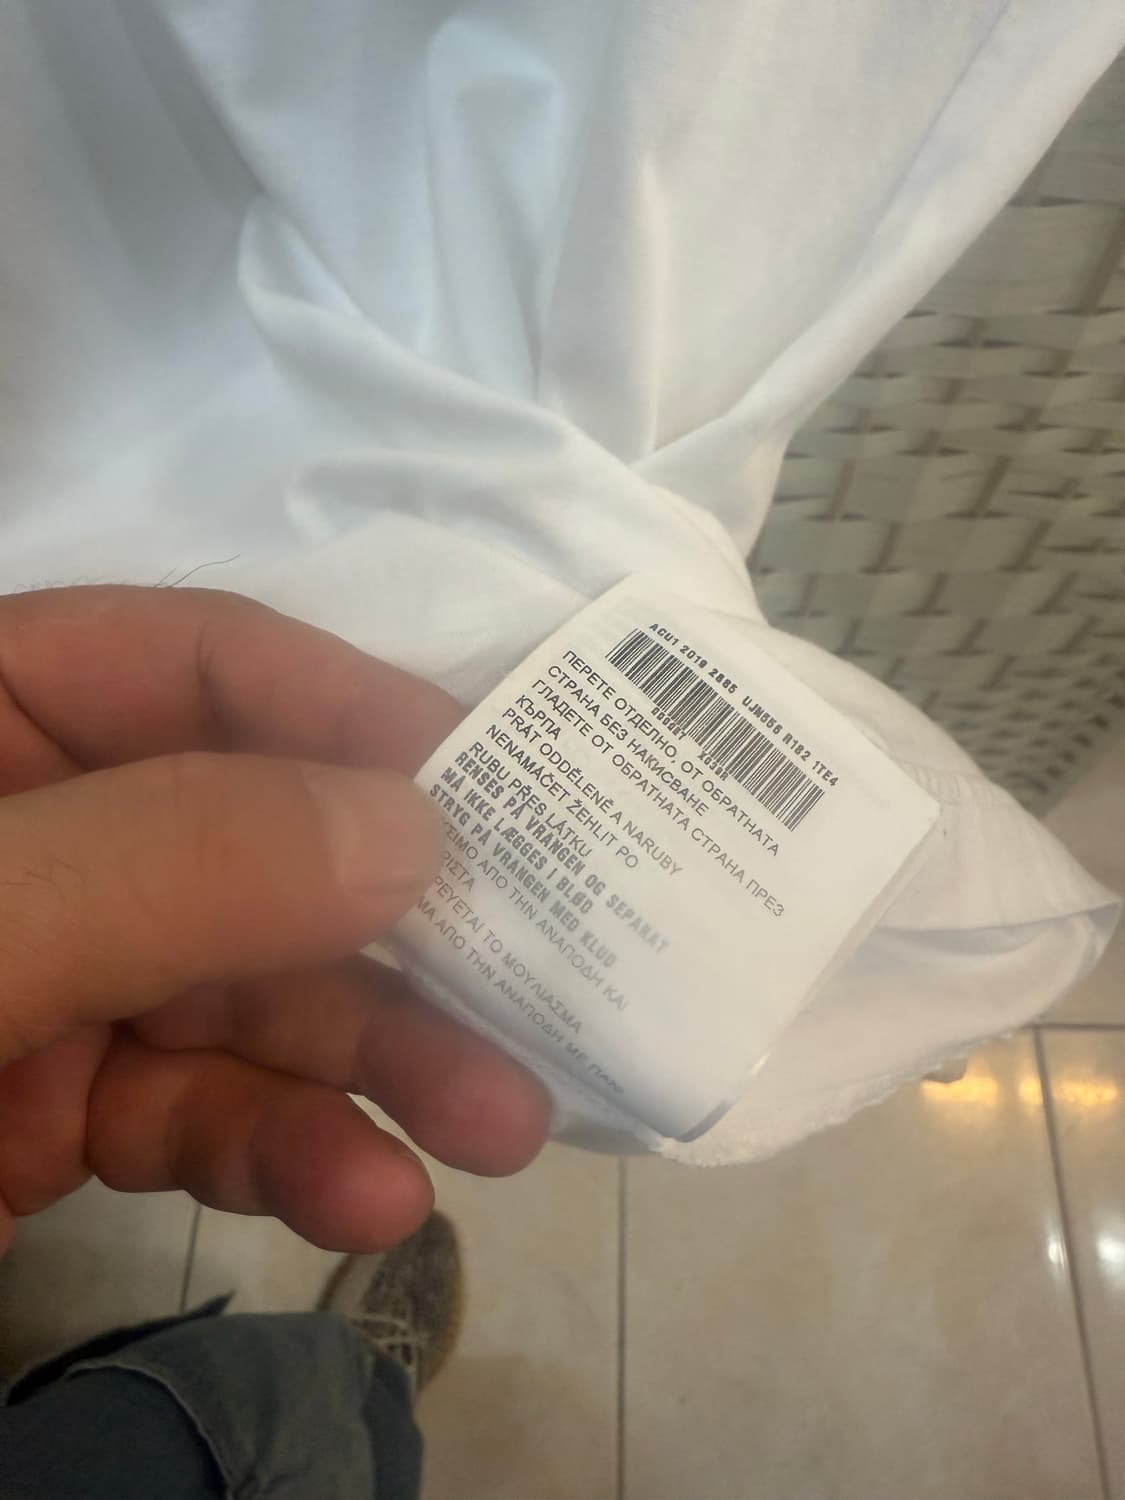 ACU1 2019 2885 UJM556 R182 1TE4
ПЕРЕТЕ ОТДЕЛНО, ОТ ОБРАТНАТА
СТРАНА БЕЗ НАКИСВАНЕ
ГЛАДЕТЕ ОТ ОБРАТНАТА СТРАНА ПРЕЗ
КЪРПА
PRÁT ODDĚLENĚ A NARUBY
NENAMÁČET ŽEHLIT PO
RUBU PŘES LÁTKU
RENSES PÅ VRANGEN OG SEPARAT
MÅ IKKE LÆGGES I BLØD
STRYG PÅ VRANGEN MED KLUD
ΑΠΟ ΤΗΝ ΑΝΑΠΟΔΗ ΚΑΙ
ΤΟ ΜΟΥΛΙΑΣΜΑ
ΑΠΟ ΤΗΝ ΑΝΑΠΟΔΗ ΜΕ